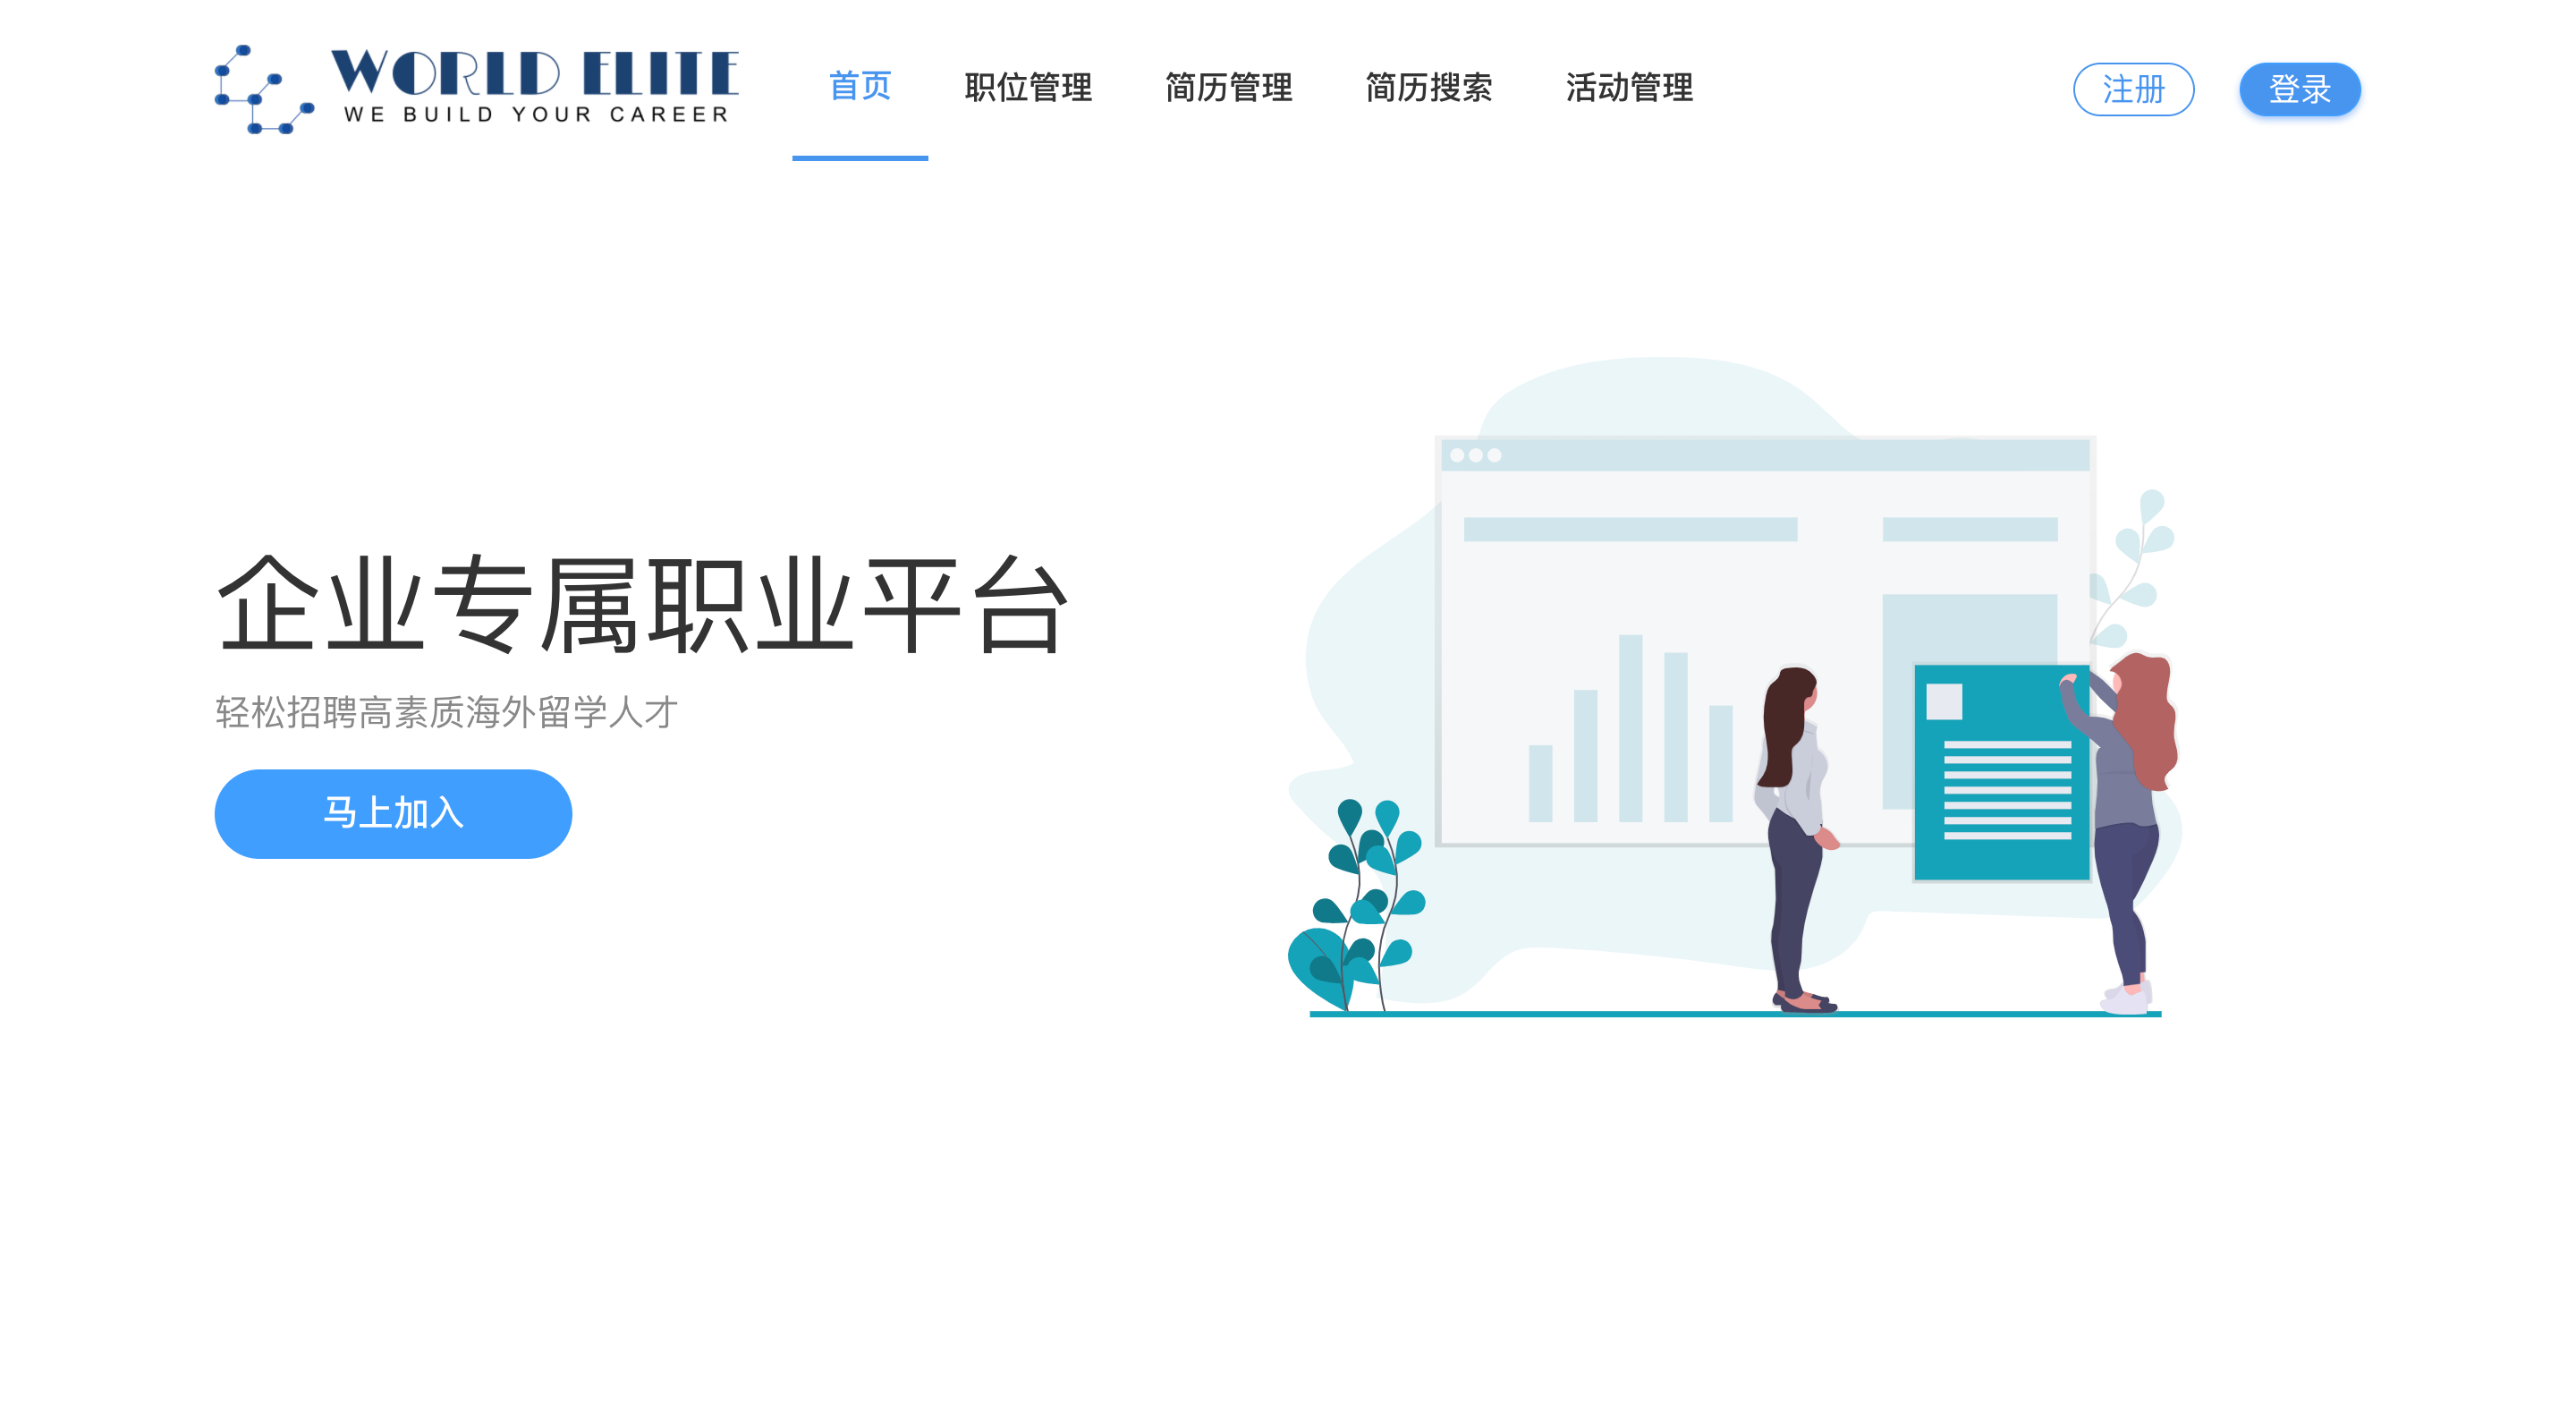 WORLD ELITE
WE BUILD YOUR CAREER
首页 职位管理 简历管理 简历搜索 活动管理 注册 登录
企业专属职业平台
轻松招聘高素质海外留学人才
马上加入